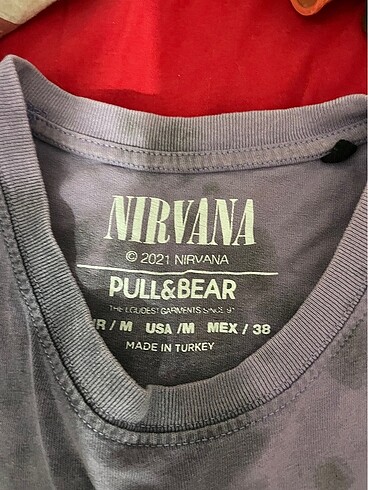 NIRVANA
© 2021 NIRVANA
PULL&BEAR
THE LOUDEST GARMENTS SINCE 91
/ M USA /M MEX / 38
MADE IN TURKEY